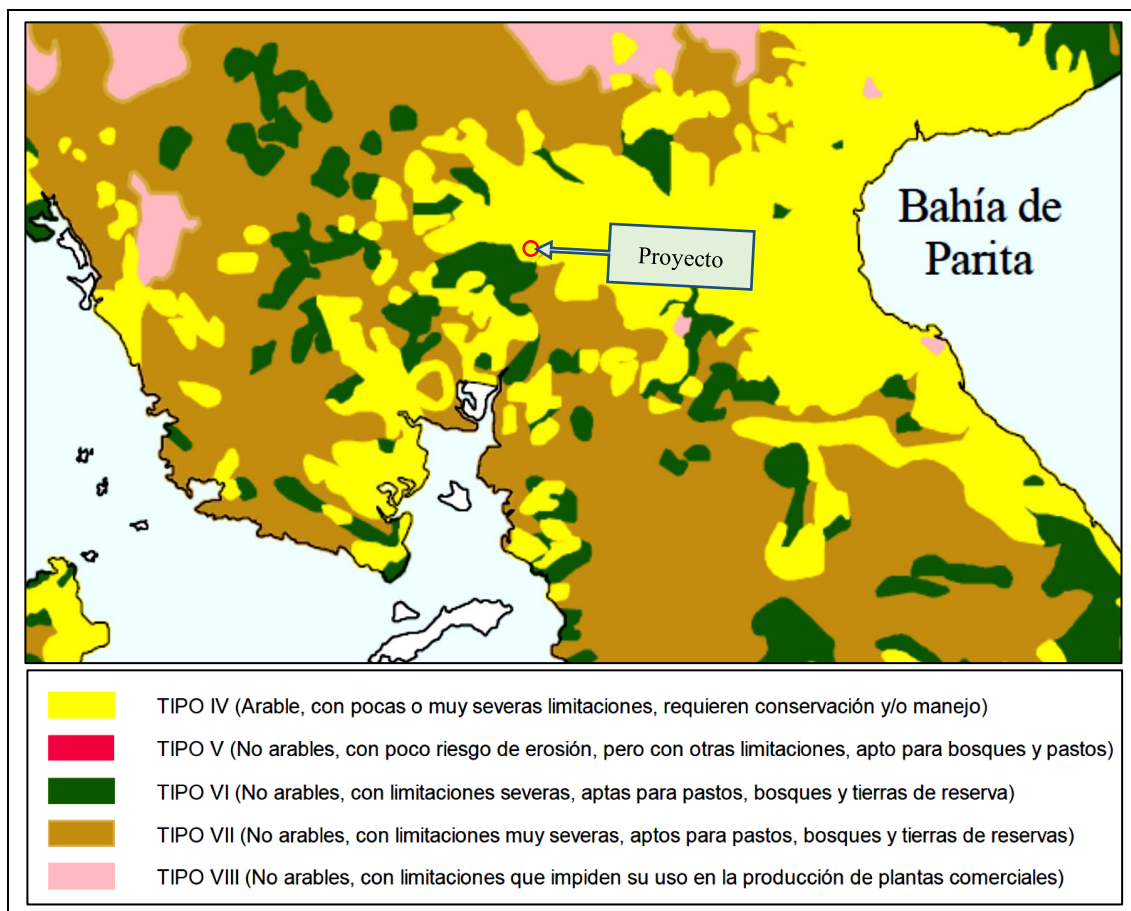 Bahía de
Parita
Proyecto
TIPO IV (Arable, con pocas o muy severas limitaciones, requieren conservación y/o manejo)
TIPO V (No arables, con poco riesgo de erosión, pero con otras limitaciones, apto para bosques y pastos)
TIPO VI (No arables, con limitaciones severas, aptas para pastos, bosques y tierras de reserva)
TIPO VII (No arables, con limitaciones muy severas, aptos para pastos, bosques y tierras de reservas)
TIPO VIII (No arables, con limitaciones que impiden su uso en la producción de plantas comerciales)